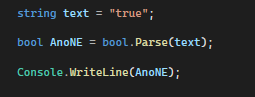 string text = "true";
bool AnoNE = bool.Parse(text);
Console.WriteLine(AnoNE);